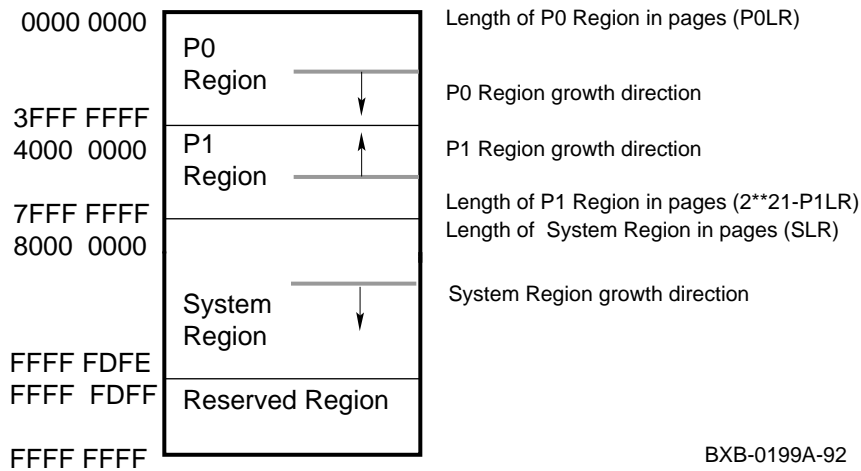 0000 0000
P0
Region
Length of P0 Region in pages (P0LR)
P0 Region growth direction
3FFF FFFF
4000 0000
P1
Region
P1 Region growth direction
Length of P1 Region in pages (2**21-P1LR)
7FFF FFFF
8000 0000
Length of System Region in pages (SLR)
System
Region
System Region growth direction
FFFF FDFE
FFFF FDFF
Reserved Region
FFFF FFFF
BXB-0199A-92